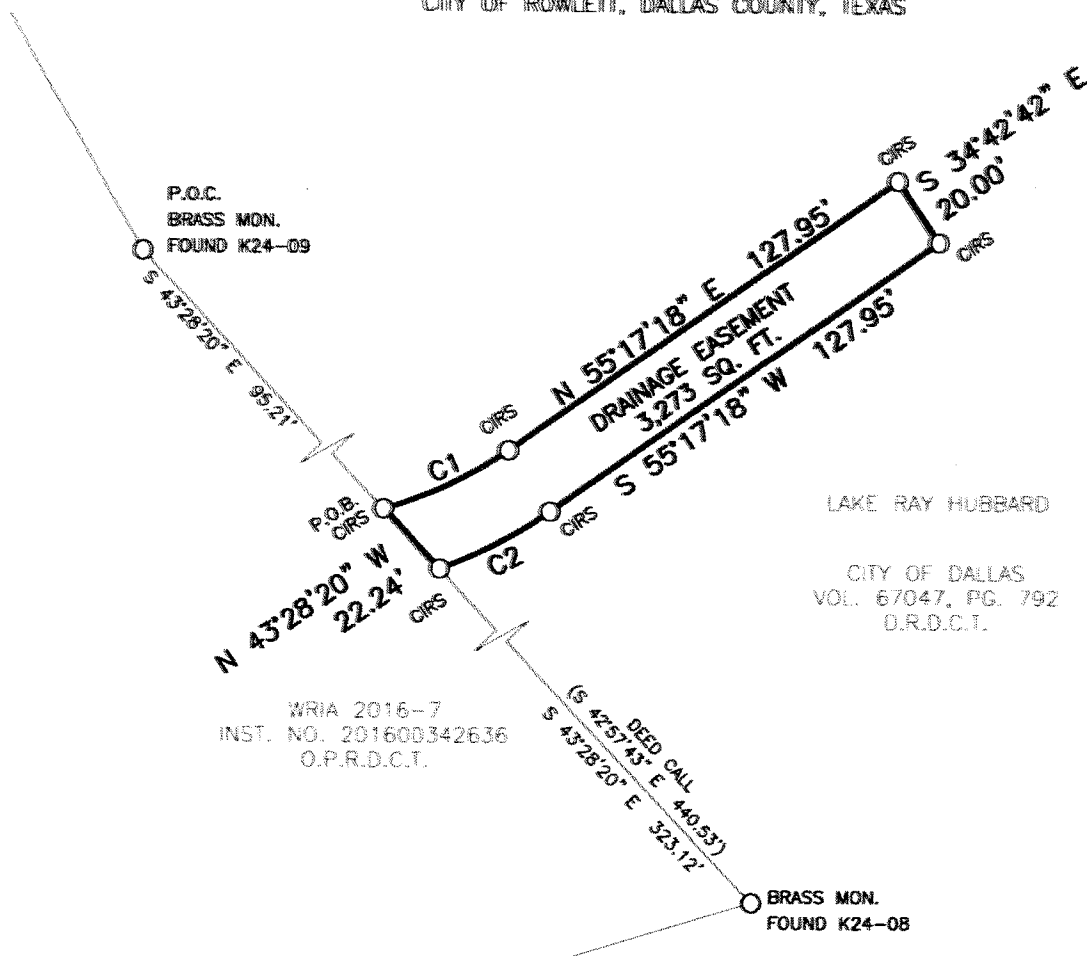 CITY OF ROWLETT, DALLAS COUNTY, TEXAS
P.O.C.
BRASS MON.
FOUND K24-09
S 43°28'20" E 95.21'
CIRS
S 34°42'42" E
20.00'
CIRS
N 55°17'18" E 127.95'
DRAINAGE EASEMENT
3,273 SQ. FT.
S 55°17'18" W 127.95'
CIRS
C1
P.O.B.
CIRS
CIRS
C2
N 43°28'20" W
22.24'
CIRS
LAKE RAY HUBBARD
CITY OF DALLAS
VOL. 67047, PG. 792
D.R.D.C.T.
WRIA 2016-7
INST. NO. 201600342636
O.P.R.D.C.T.
DEED CALL
(S 42°57'43" E 440.53')
S 43°28'20" E 323.12'
BRASS MON.
FOUND K24-08